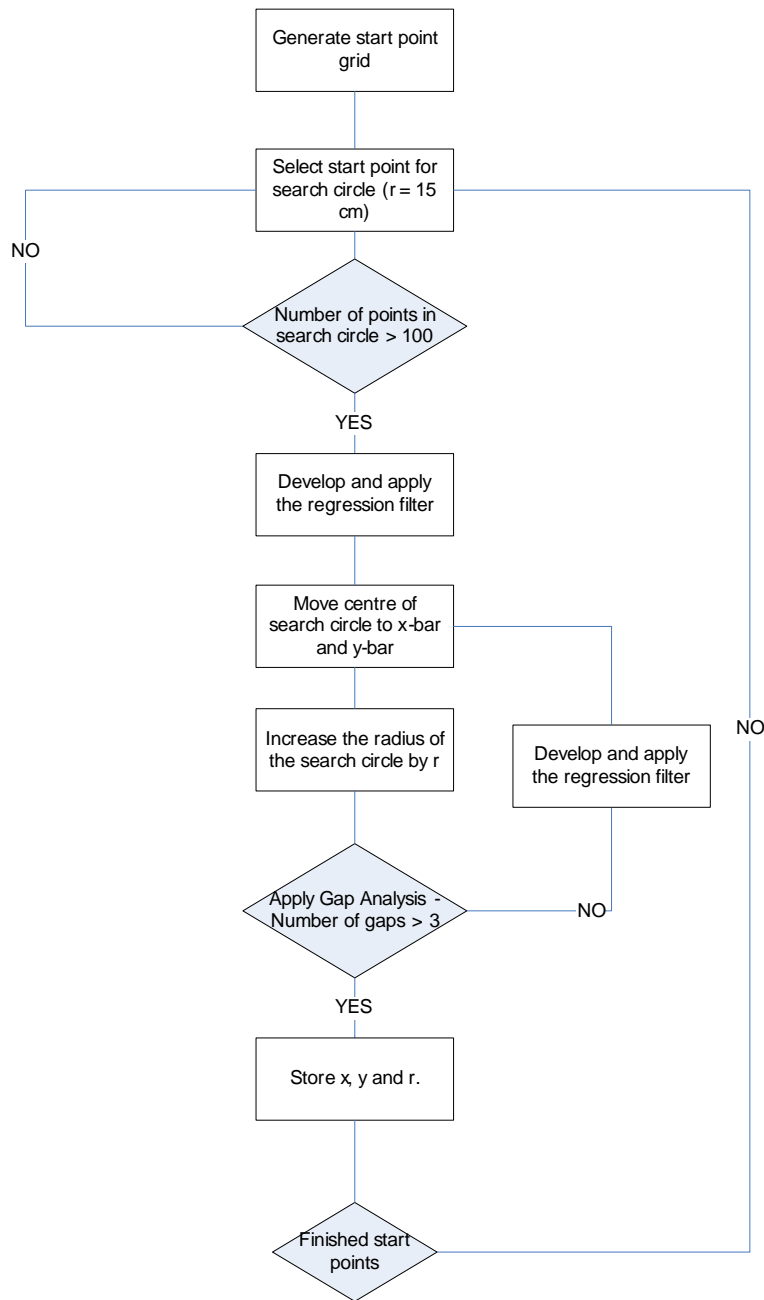 Generate start point
grid
Select start point for
search circle (r = 15
cm)
NO
Number of points in
search circle > 100
YES
Develop and apply
the regression filter
Move centre of
search circle to x-bar
and y-bar
Increase the radius of
the search circle by r
Develop and apply
the regression filter
NO
Apply Gap Analysis -
Number of gaps > 3
NO
YES
Store x, y and r.
Finished start
points